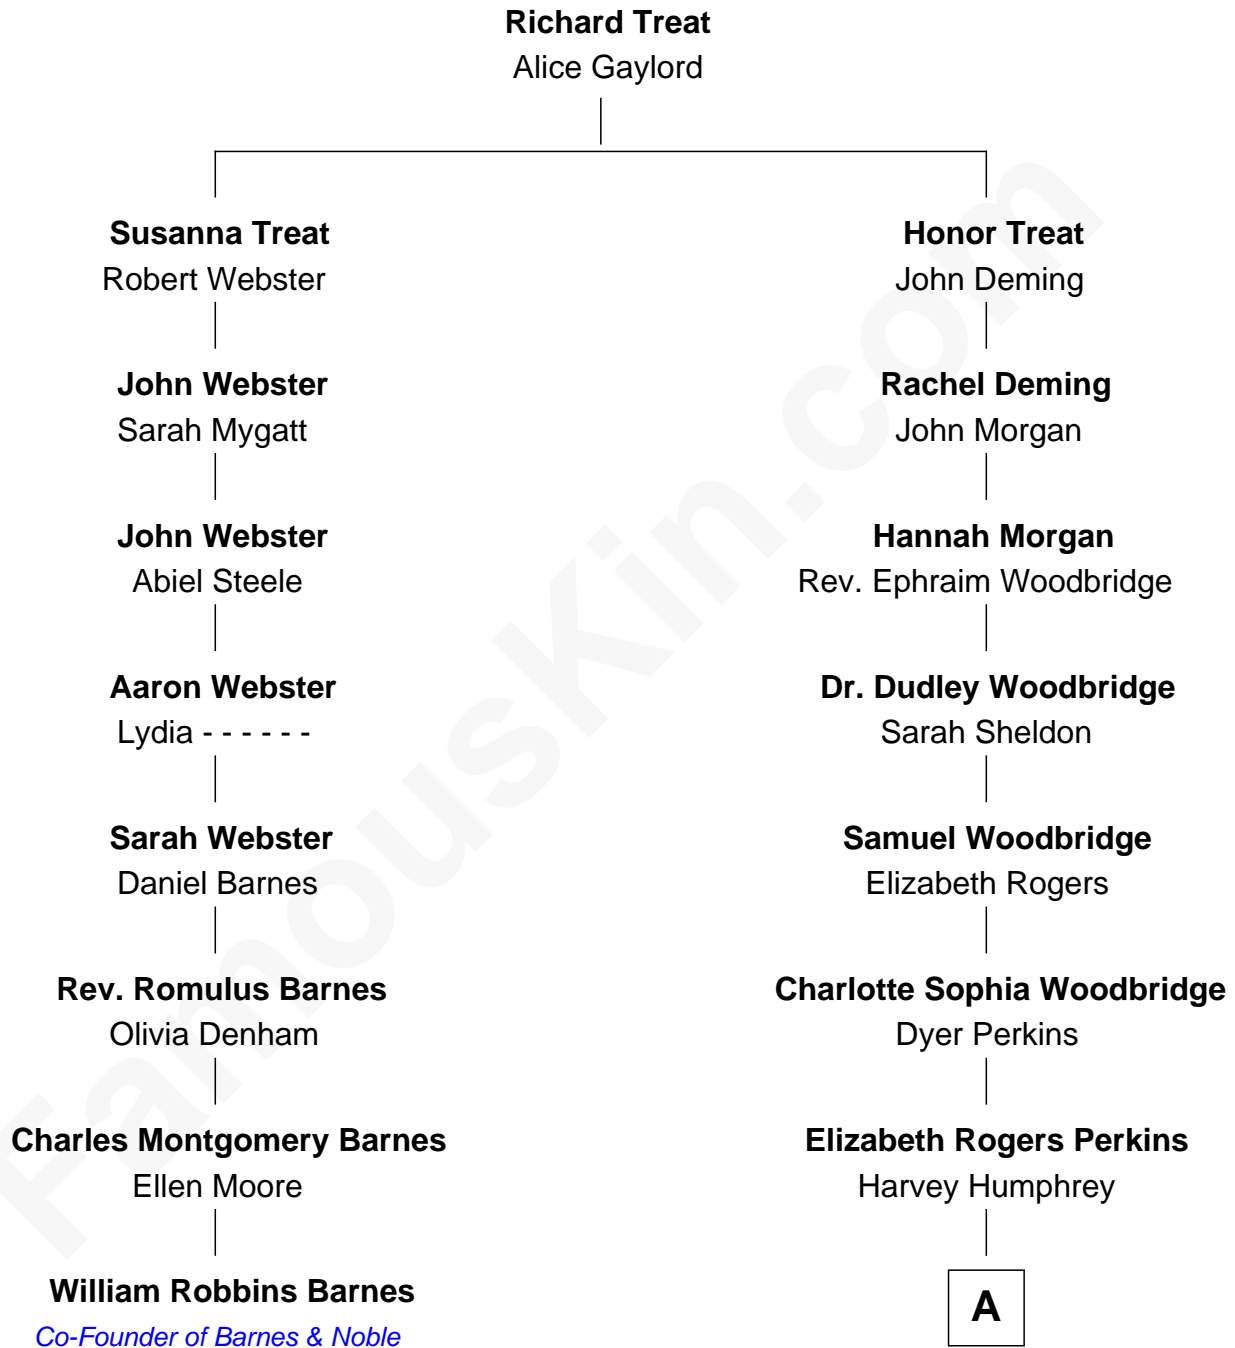 Richard Treat
Alice Gaylord
Susanna Treat
Robert Webster
Honor Treat
John Deming
John Webster
Sarah Mygatt
Rachel Deming
John Morgan
John Webster
Abiel Steele
Hannah Morgan
Rev. Ephraim Woodbridge
Aaron Webster
Lydia - - - - - -
Dr. Dudley Woodbridge
Sarah Sheldon
Sarah Webster
Daniel Barnes
Samuel Woodbridge
Elizabeth Rogers
Rev. Romulus Barnes
Olivia Denham
Charlotte Sophia Woodbridge
Dyer Perkins
Charles Montgomery Barnes
Ellen Moore
Elizabeth Rogers Perkins
Harvey Humphrey
William Robbins Barnes
Co-Founder of Barnes & Noble
A
FamousKin.com